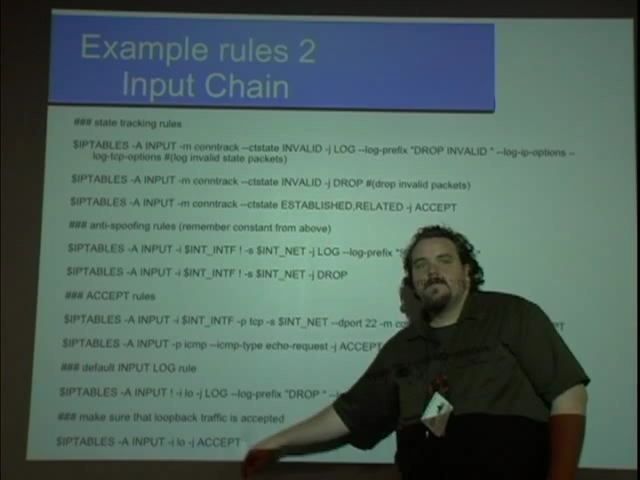 Example rules 2
Input Chain
### state tracking rules
$IPTABLES -A INPUT -m conntrack --ctstate INVALID -j LOG --log-prefix "DROP INVALID " --log-ip-options --
log-tcp-options #(log invalid state packets)
$IPTABLES -A INPUT -m conntrack --ctstate INVALID -j DROP #(drop invalid packets)
$IPTABLES -A INPUT -m conntrack --ctstate ESTABLISHED,RELATED -j ACCEPT
### anti-spoofing rules (remember constant from above)
$IPTABLES -A INPUT -i $INT_INTF ! -s $INT_NET -j LOG --log-prefix
$IPTABLES -A INPUT -i $INT_INTF ! -s $INT_NET -j DROP
### ACCEPT rules
$IPTABLES -A INPUT -i $INT_INTF -p tcp -s $INT_NET --dport 22 -m
$IPTABLES -A INPUT -p icmp --icmp-type echo-request -j ACCEPT
### default INPUT LOG rule
$IPTABLES -A INPUT ! -i lo -j LOG --log-prefix "DROP "
### make sure that loopback traffic is accepted
$IPTABLES -A INPUT -i lo -j ACCEPT